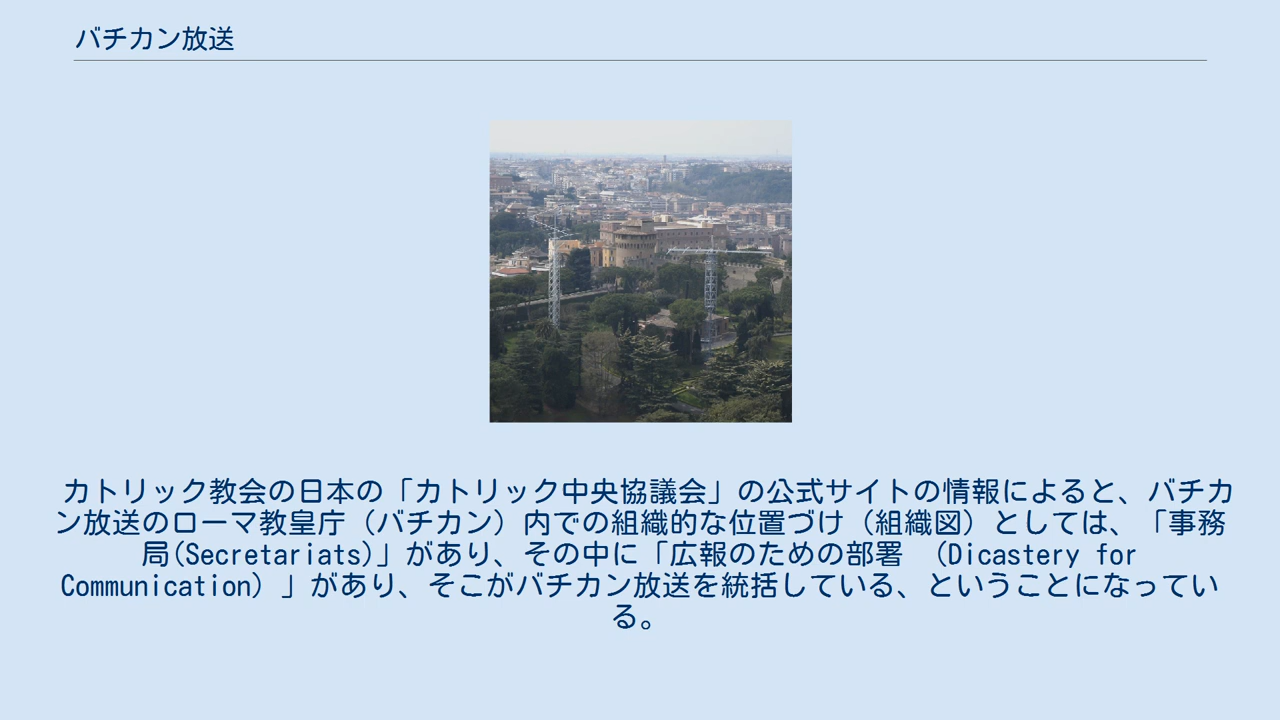 バチカン放送
カトリック教会の日本の「カトリック中央協議会」の公式サイトの情報によると、バチカ
ン放送のローマ教皇庁（バチカン）内での組織的な位置づけ（組織図）としては、「事務
局(Secretariats)」があり、その中に「広報のための部署 （Dicastery for
Communication）」があり、そこがバチカン放送を統括している、ということになってい
る。